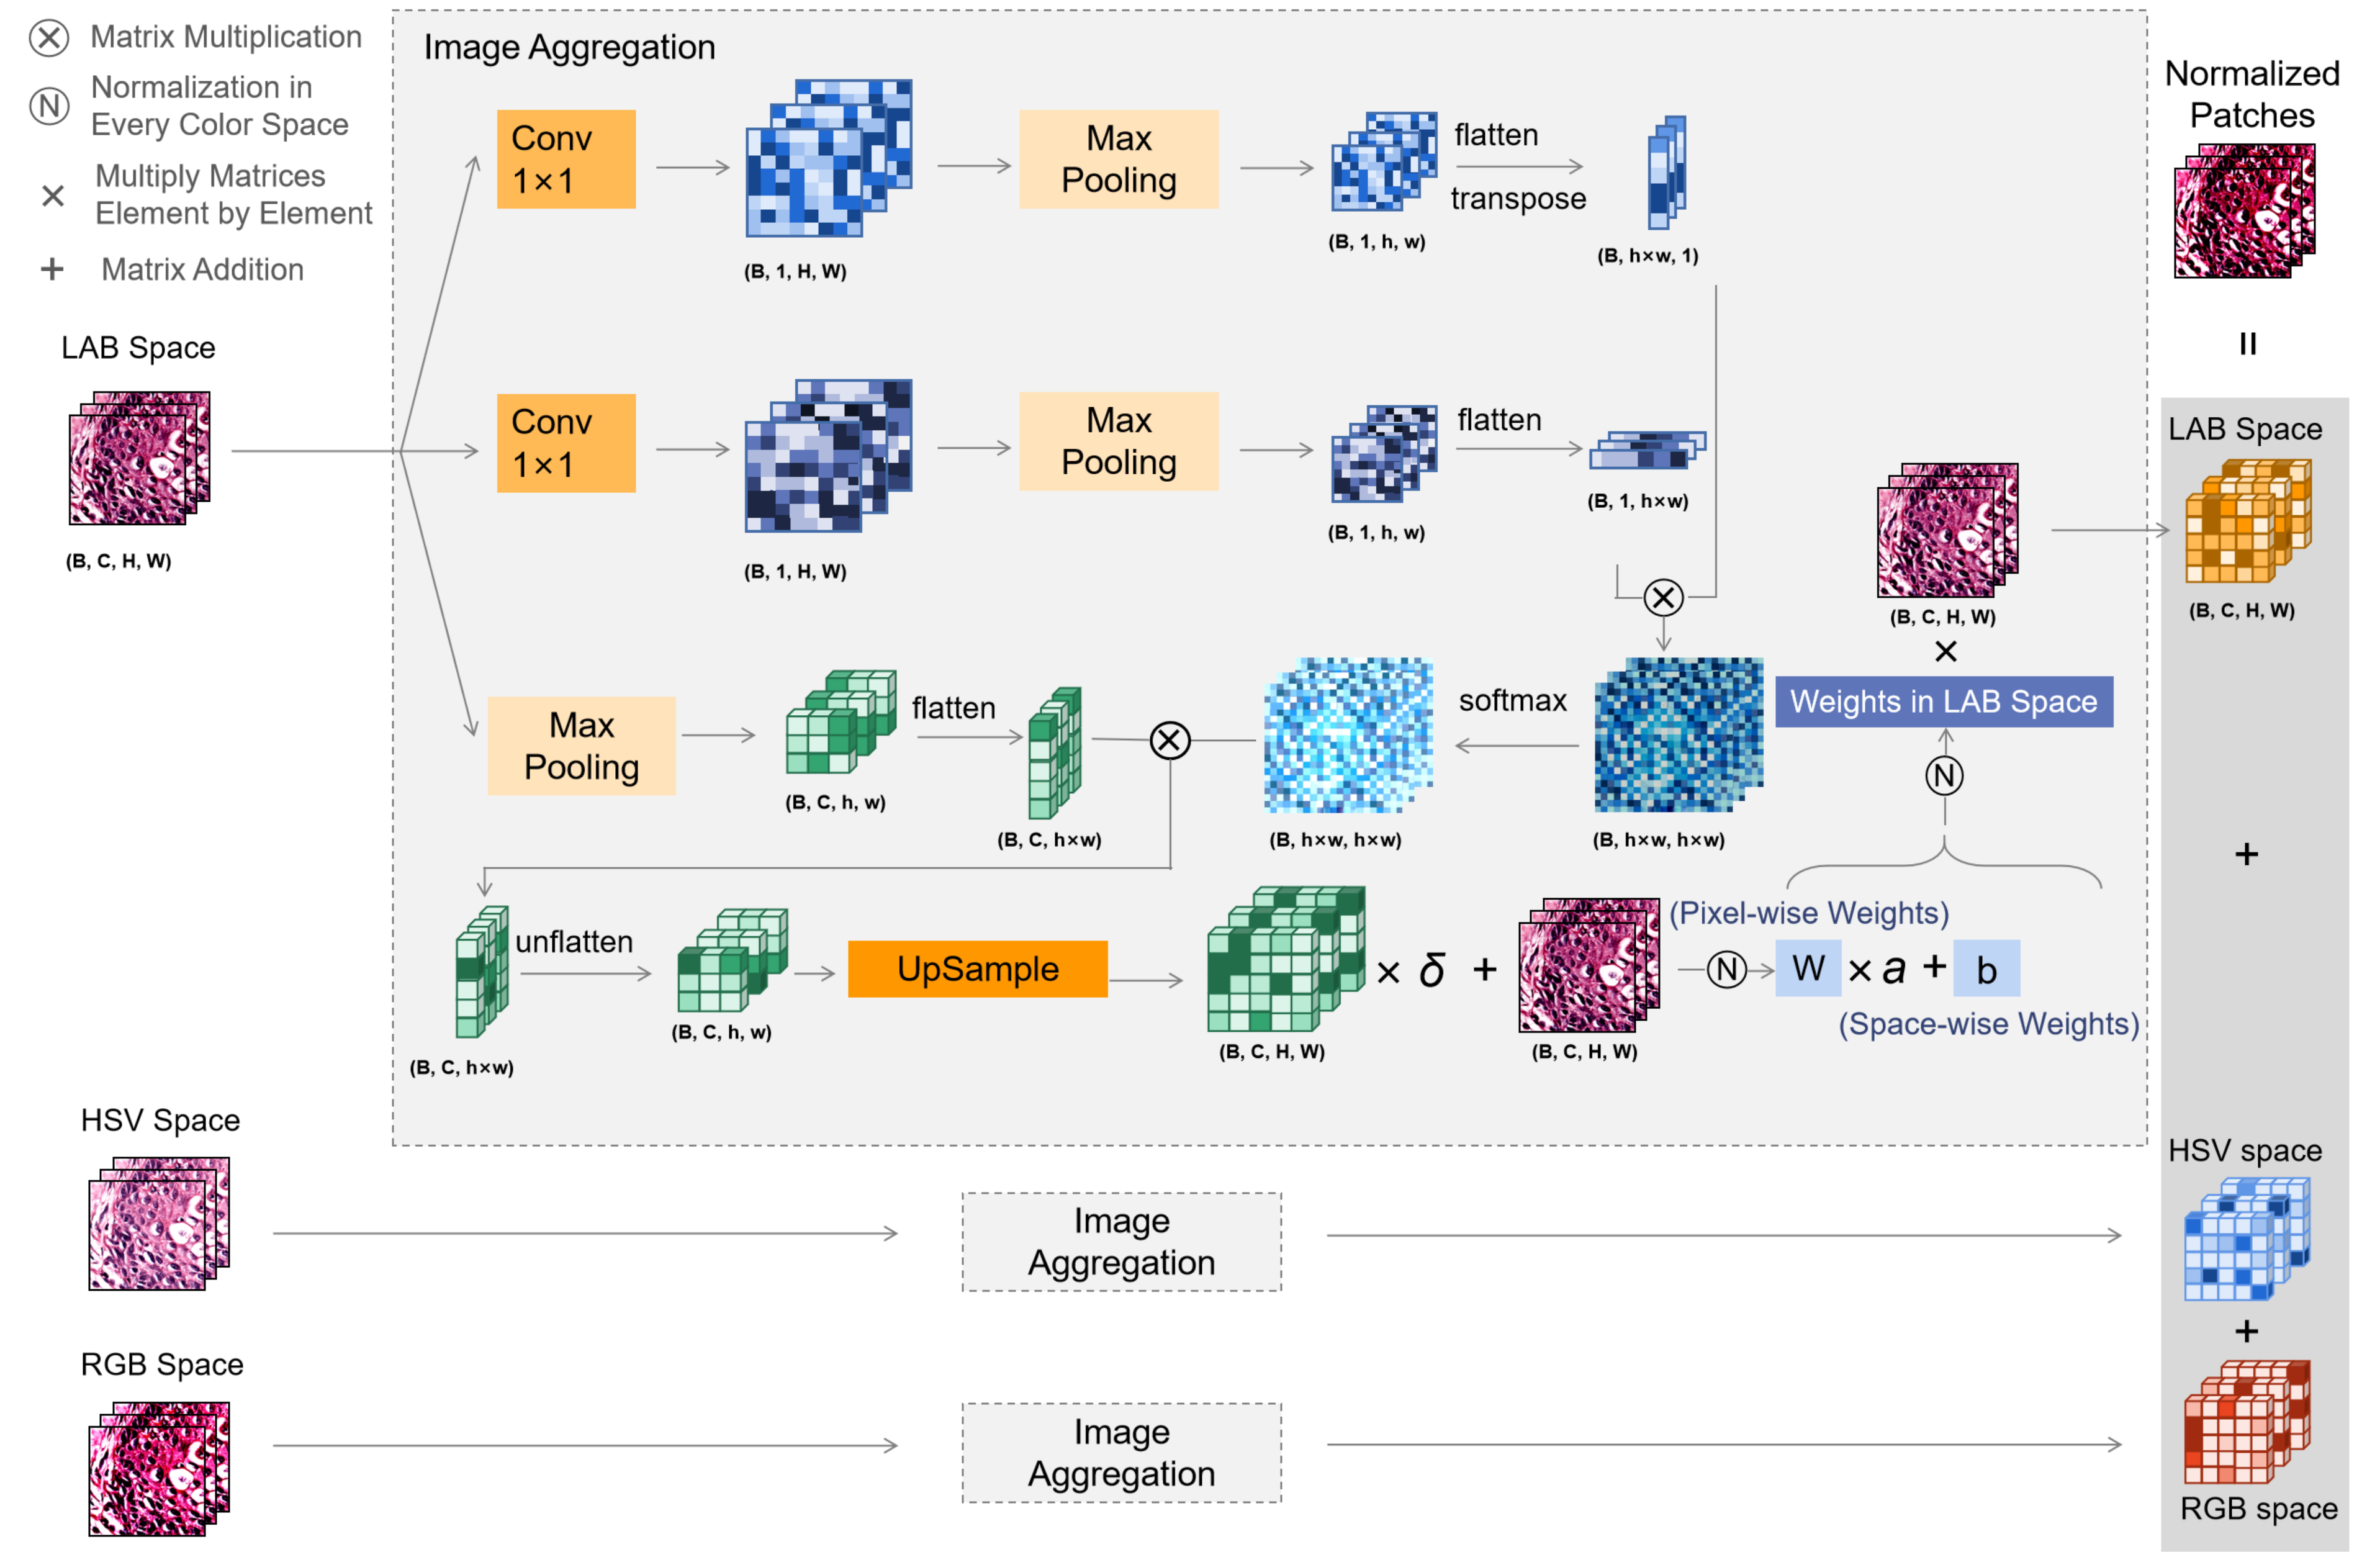 Matrix Multiplication
N
Normalization in
Every Color Space
× Multiply Matrices
Element by Element
+ Matrix Addition
Image Aggregation
Conv
1×1
(B, 1, H, W)
Max
Pooling
(B, 1, h, w)
flatten
transpose
(B, h×w, 1)
Normalized
Patches
=
LAB Space
(B, C, H, W)
Conv
1×1
(B, 1, H, W)
Max
Pooling
(B, 1, h, w)
flatten
(B, 1, h×w)
(B, C, H, W)
×
Weights in LAB Space
N
LAB Space
(B, C, H, W)
+
Max
Pooling
(B, C, h, w)
flatten
(B, C, h×w)
(B, h×w, h×w)
softmax
(B, h×w, h×w)
(B, C, h×w)
unflatten
(B, C, h, w)
UpSample
(B, C, H, W)
× δ +
(B, C, H, W)
N
(Pixel-wise Weights)
W × a + b
(Space-wise Weights)
HSV Space
Image
Aggregation
HSV space
+
RGB Space
Image
Aggregation
RGB space